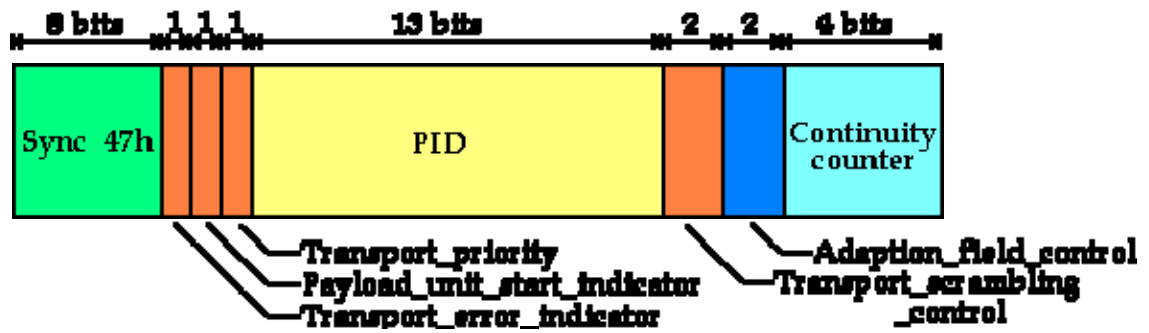 8 bits 1 1 1 13 bits 2 2 4 bits
Sync 47h
PID
Continuity
counter
Transport_priority
Payload_unit_start_indicator
Transport_error_indicator
Adaption_field_control
Transport_scrambling
_control